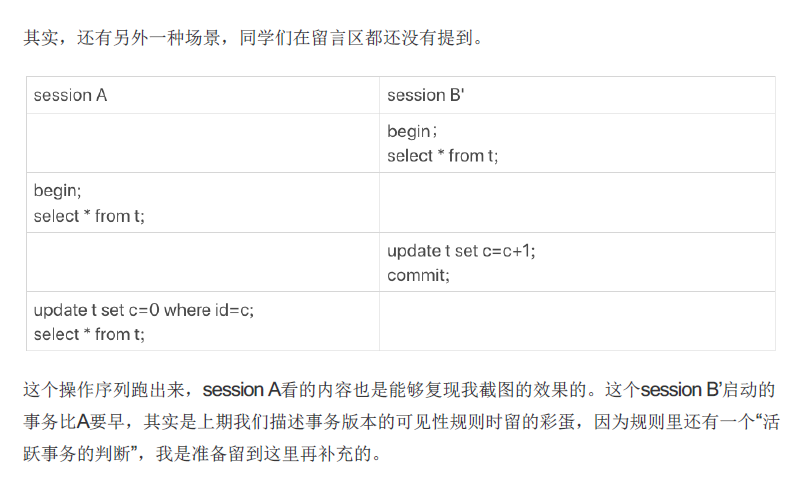 其实，还有另外一种场景，同学们在留言区都还没有提到。
session A
session B'
begin；
select * from t;
begin;
select * from t;
update t set c=c+1;
commit;
update t set c=0 where id=c;
select * from t;
这个操作序列跑出来，session A看的内容也是能够复现我截图的效果的。这个session B’启动的
事务比A要早，其实是上期我们描述事务版本的可见性规则时留的彩蛋，因为规则里还有一个“活
跃事务的判断”，我是准备留到这里再补充的。